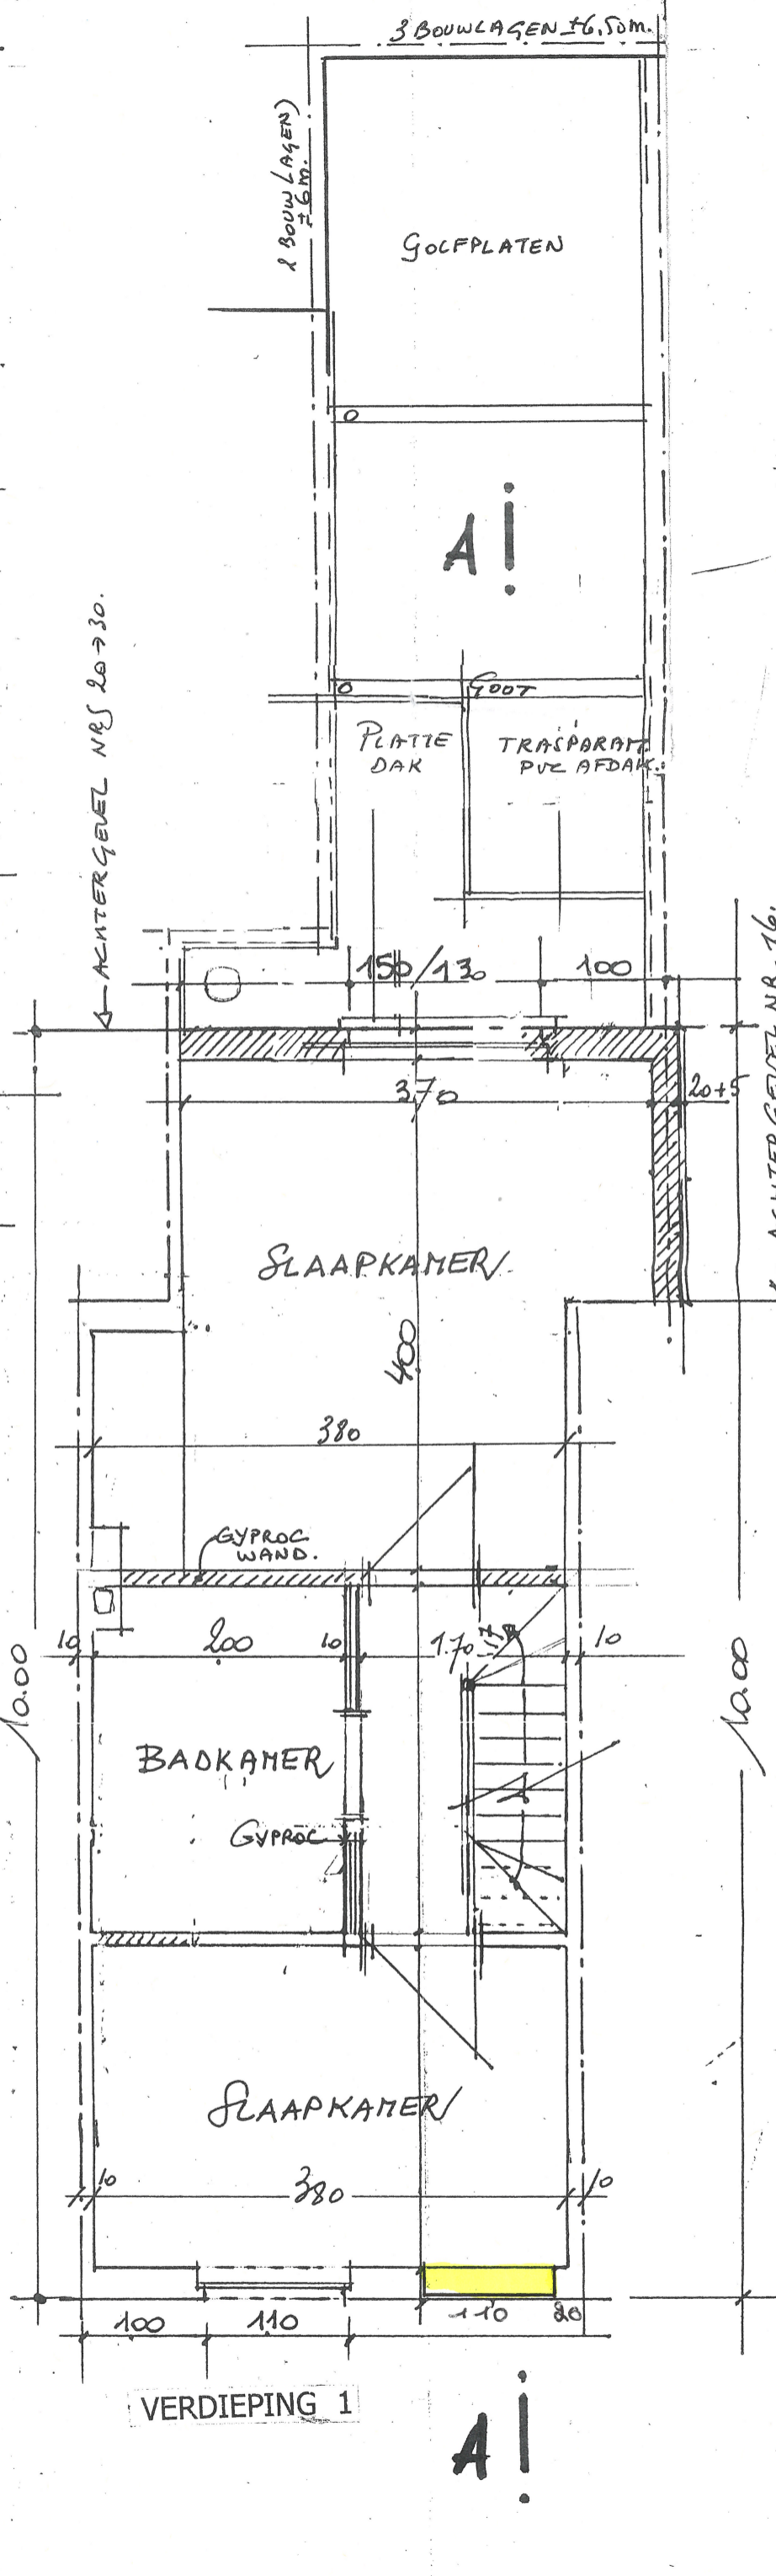 3 BOUWLAGEN ±6,50m.
2 BOUWLAGEN)
±6m.
GOLFPLATEN
A
GOOT
PLATTE
DAK
TRASPARANT
PVC AFDAK.
ACHTERGEVEL NRS 20→30.
150/130
100
ACHTERGEVEL NR. 16.
370
20+5
SLAAPKAMER
400
380
GYPROC
WAND.
10
200
10
1.70
17
10
10.00
10.00
BADKAMER
GYPROC
SLAAPKAMER
10
380
10
100
110
110
20
VERDIEPING 1
A